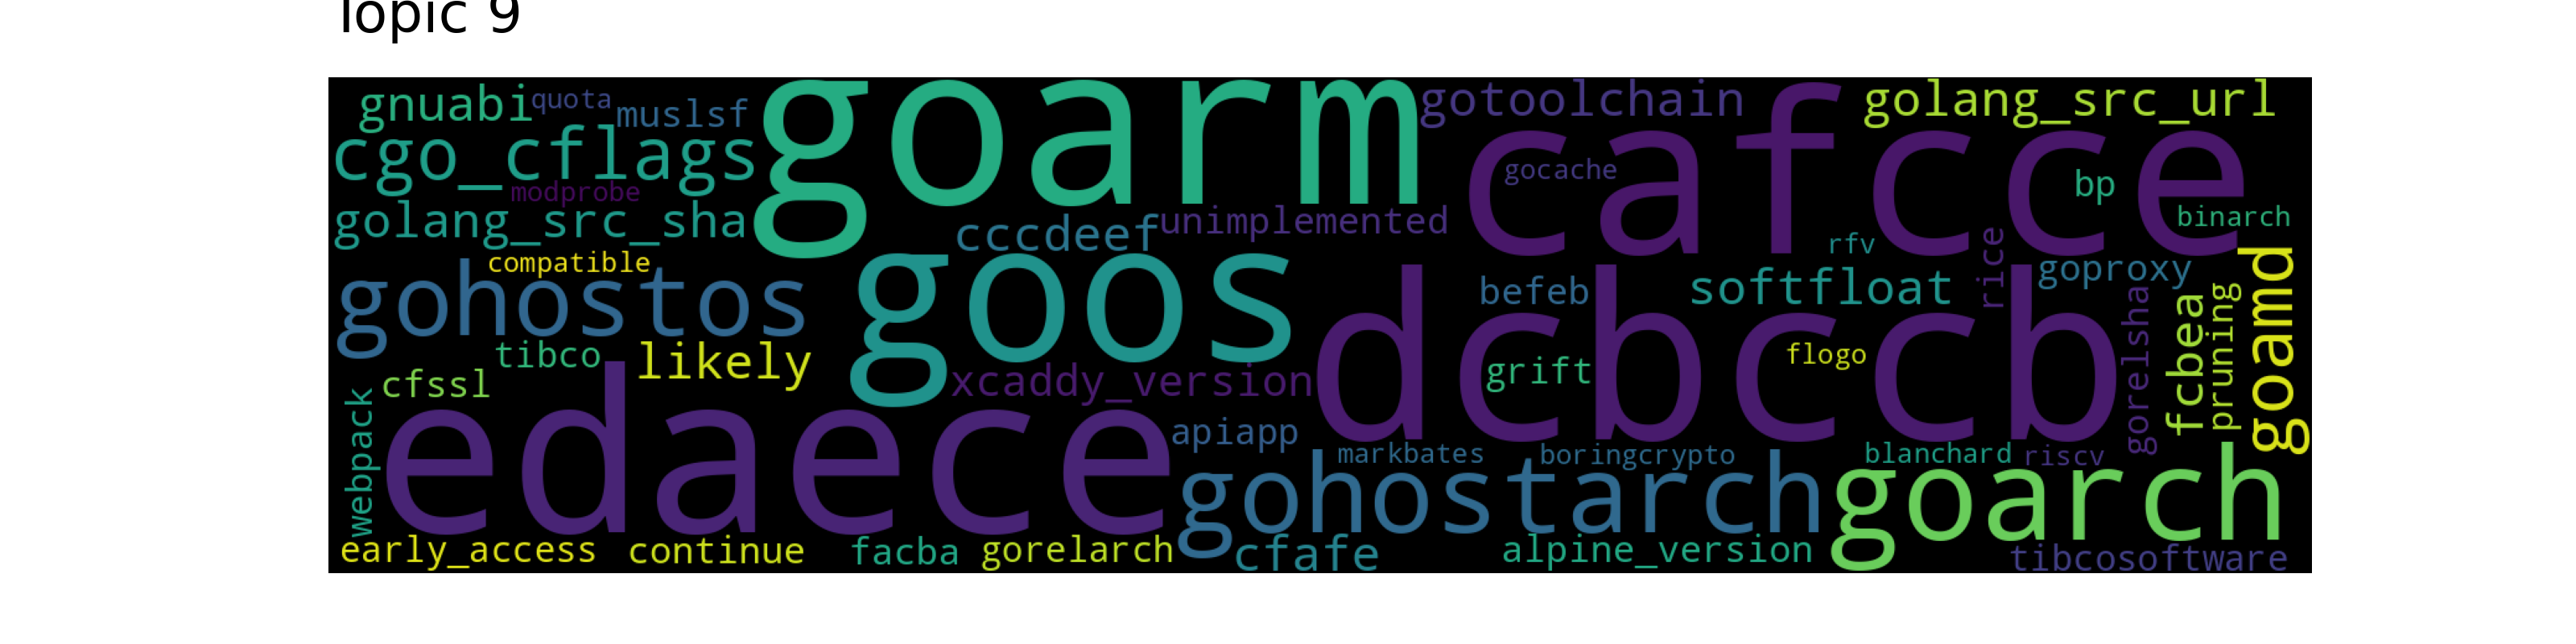 Topic 9
gnuabi quota muslsf goarm gotoolchain golang_src_url
cgo_cflags cafcce
gocache
modprobe bp
golang_src_sha cccdeef unimplemented binarch
compatible rfv rice
gohostos goos befeb softfloat goproxy
tibco likely dcbccb gorelsha fcbea pruning goamd
cfssl xcaddy_version grift flogo
webpack edaece apiapp markbates boringcrypto blanchard riscv
gohostarch goarch
early_access continue facba gorelarch cfafe alpine_version tibcosoftware